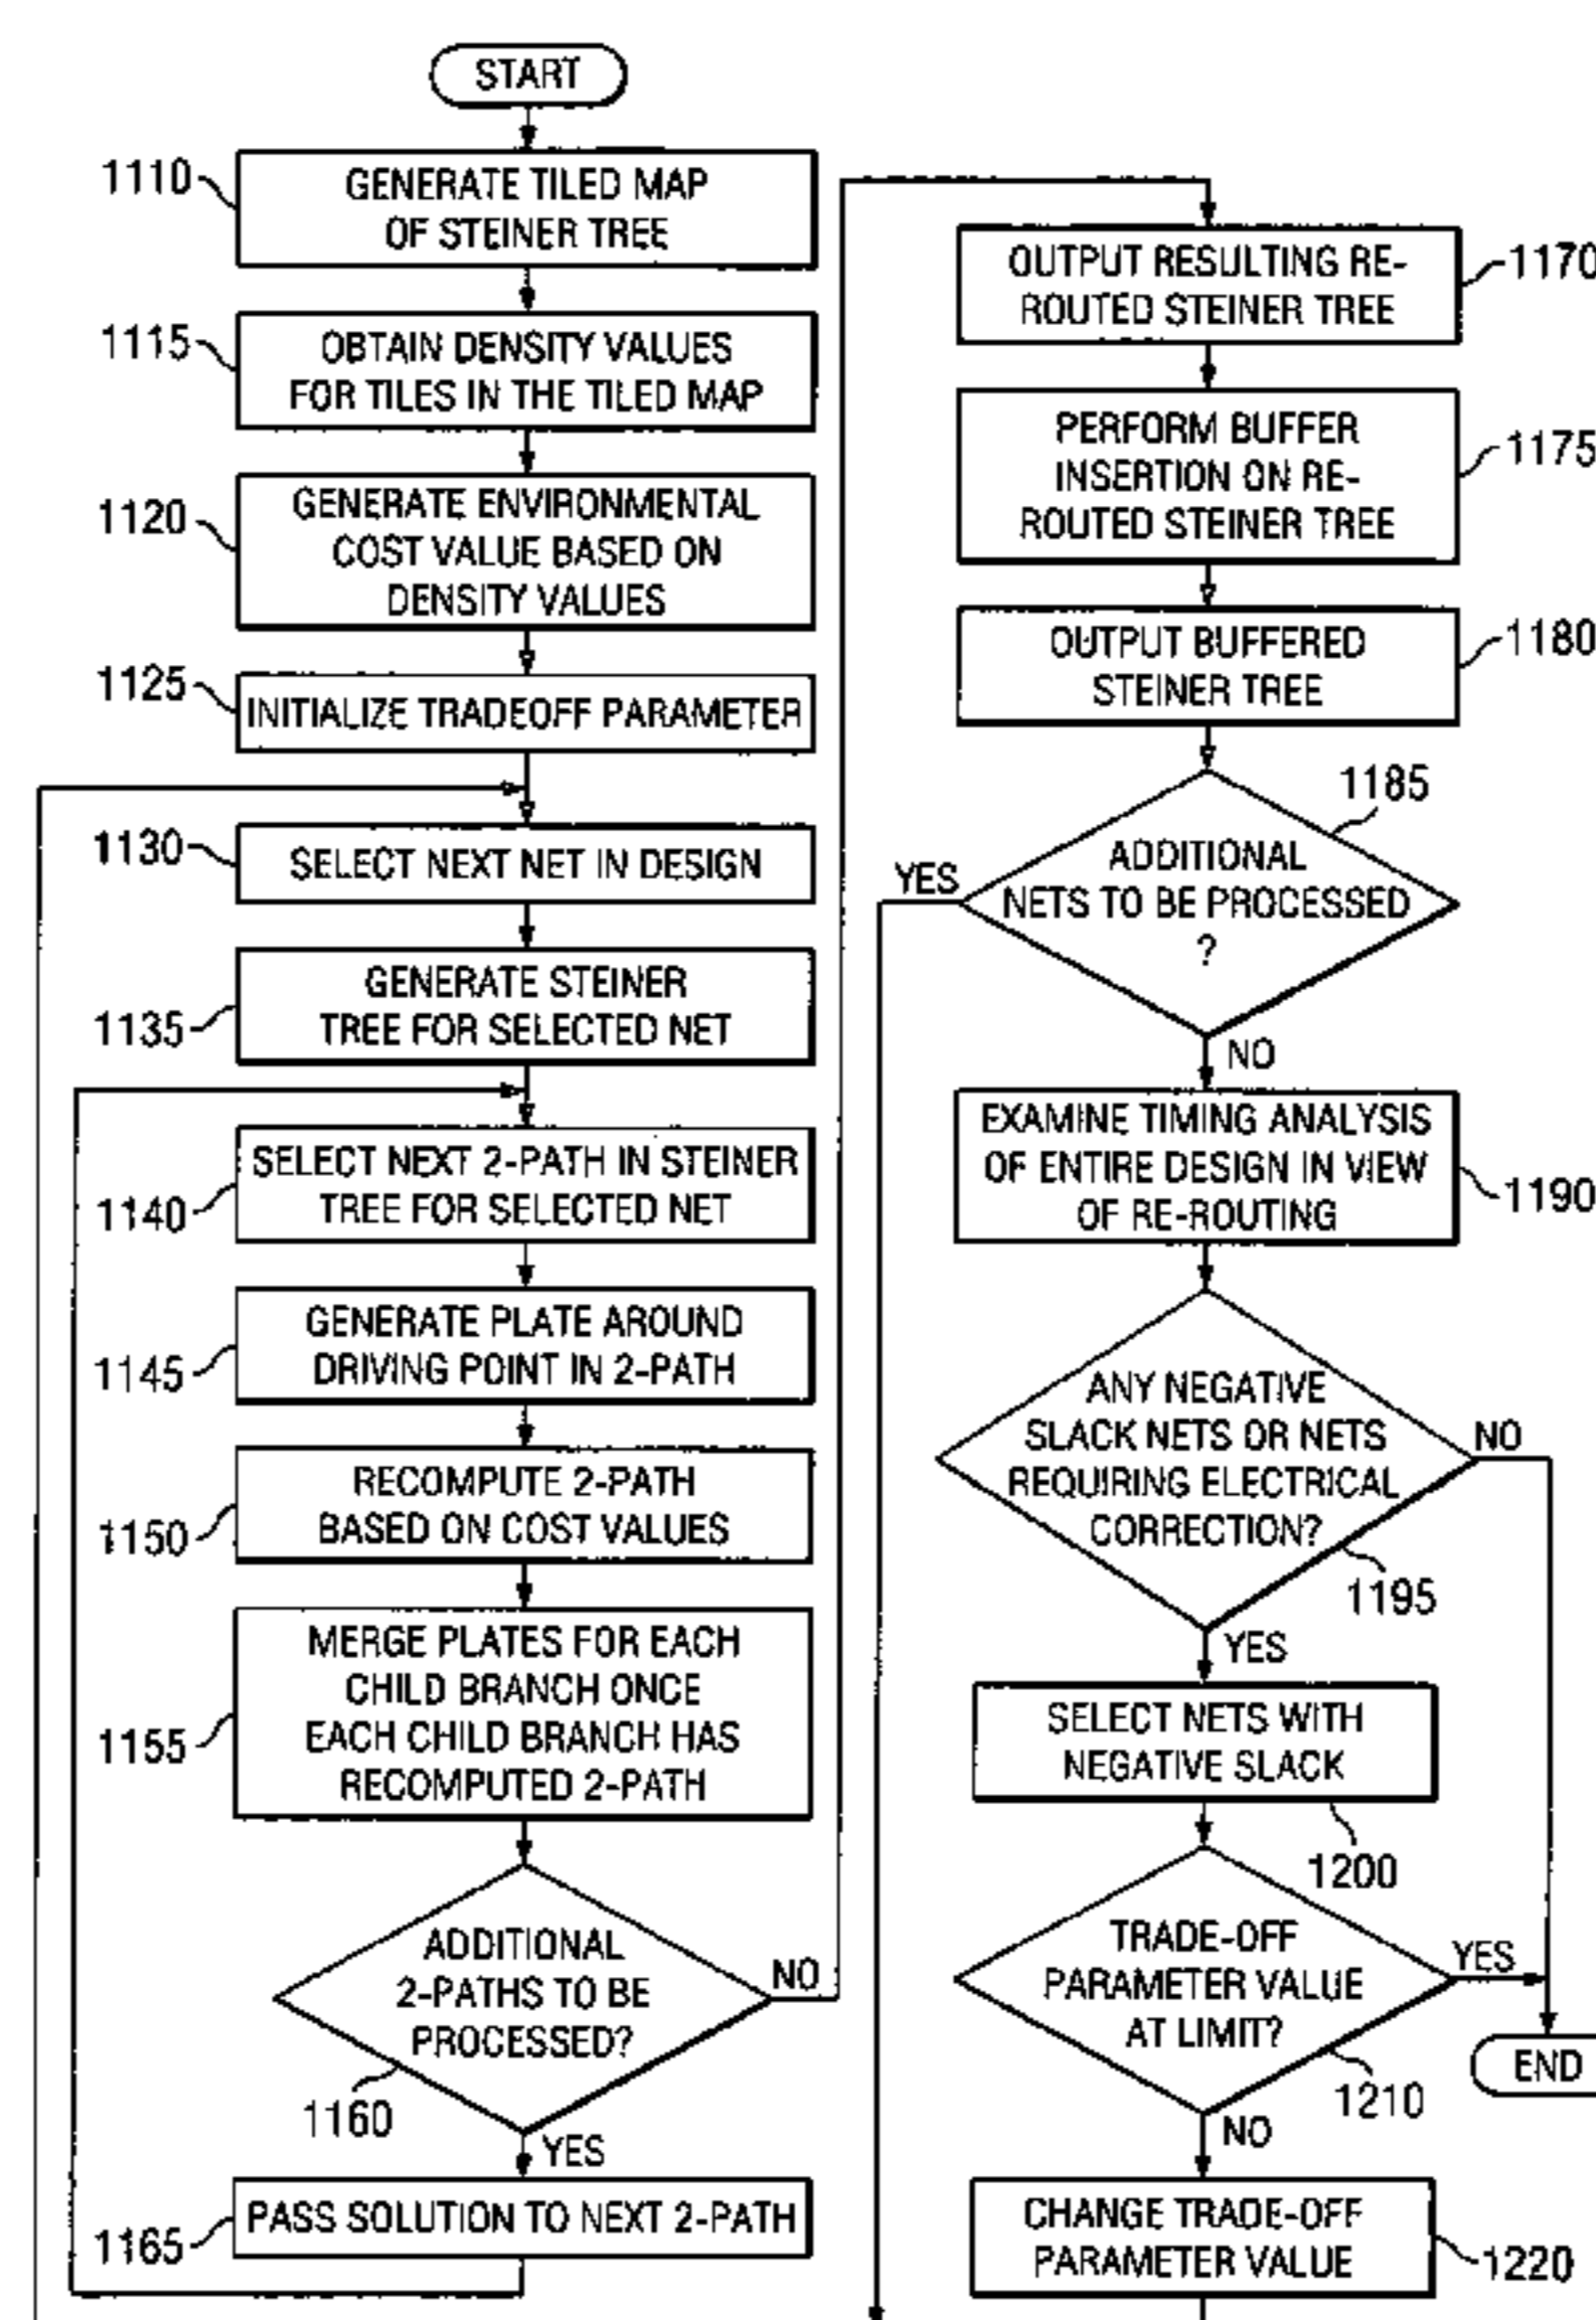 START
1110
GENERATE TILED MAP
OF STEINER TREE
1115
OBTAIN DENSITY VALUES
FOR TILES IN THE TILED MAP
1120
GENERATE ENVIRONMENTAL
COST VALUE BASED ON
DENSITY VALUES
1125
INITIALIZE TRADEOFF PARAMETER
1130
SELECT NEXT NET IN DESIGN
1135
GENERATE STEINER
TREE FOR SELECTED NET
1140
SELECT NEXT 2-PATH IN STEINER
TREE FOR SELECTED NET
1145
GENERATE PLATE AROUND
DRIVING POINT IN 2-PATH
1150
RECOMPUTE 2-PATH
BASED ON COST VALUES
1155
MERGE PLATES FOR EACH
CHILD BRANCH ONCE
EACH CHILD BRANCH HAS
RECOMPUTED 2-PATH
ADDITIONAL
2-PATHS TO BE
PROCESSED?
NO
1160
YES
1165
PASS SOLUTION TO NEXT 2-PATH
OUTPUT RESULTING RE-
ROUTED STEINER TREE
1170
PERFORM BUFFER
INSERTION ON RE-
ROUTED STEINER TREE
1175
OUTPUT BUFFERED
STEINER TREE
1180
1185
YES
ADDITIONAL
NETS TO BE PROCESSED
?
NO
EXAMINE TIMING ANALYSIS
OF ENTIRE DESIGN IN VIEW
OF RE-ROUTING
1190
ANY NEGATIVE
SLACK NETS OR NETS
REQUIRING ELECTRICAL
CORRECTION?
NO
1195
YES
SELECT NETS WITH
NEGATIVE SLACK
1200
TRADE-OFF
PARAMETER VALUE
AT LIMIT?
YES
1210
END
NO
CHANGE TRADE-OFF
PARAMETER VALUE
1220